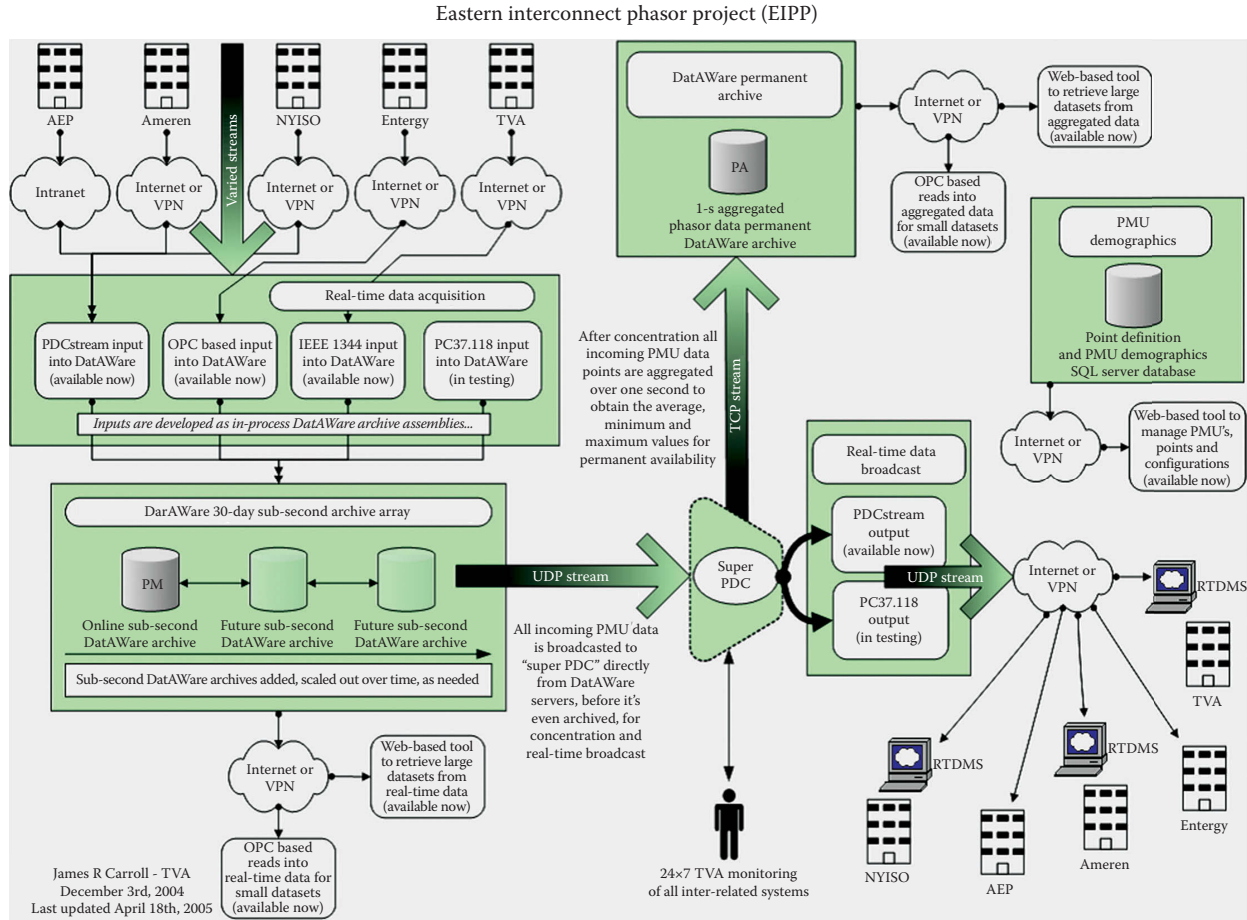 Eastern interconnect phasor project (EIPP)
AEP
Ameren
NYISO
Entergy
TVA
Varied streams
Intranet
Internet or
VPN
Internet or
VPN
Internet or
VPN
Internet or
VPN
Real-time data acquisition
PDCstream input
into DatAWare
(available now)
OPC based input
into DatAWare
(available now)
IEEE 1344 input
into DatAWare
(available now)
PC37.118 input
into DatAWare
(in testing)
Inputs are developed as in-process DatAWare archive assemblies...
DarAWare 30-day sub-second archive array
PM
Online sub-second
DatAWare archive
Future sub-second
DatAWare archive
Future sub-second
DatAWare archive
Sub-second DatAWare archives added, scaled out over time, as needed
Internet or
VPN
Web-based tool
to retrieve large
datasets from
real-time data
(available now)
OPC based
reads into
real-time data for
small datasets
(available now)
James R Carroll - TVA
December 3rd, 2004
Last updated April 18th, 2005
UDP stream
All incoming PMU data
is broadcasted to
“super PDC” directly
from DatAWare
servers, before it's
even archived, for
concentration and
real-time broadcast
DatAWare permanent
archive
PA
1-s aggregated
phasor data permanent
DatAWare archive
Internet or
VPN
Web-based tool
to retrieve large
datasets from
aggregated data
(available now)
OPC based
reads into
aggregated data
for small datasets
(available now)
PMU
demographics
Point definition
and PMU demographics
SQL server database
Internet or
VPN
Web-based tool to
manage PMU's,
points and
configurations
(available now)
After concentration all
incoming PMU data
points are aggregated
over one second to
obtain the average,
minimum and
maximum values for
permanent availability
TCP stream
Super
PDC
Real-time data
broadcast
PDCstream
output
(available now)
PC37.118
output
(in testing)
UDP stream
Internet or
VPN
RTDMS
TVA
RTDMS
NYISO
AEP
RTDMS
Ameren
Entergy
24×7 TVA monitoring
of all inter-related systems